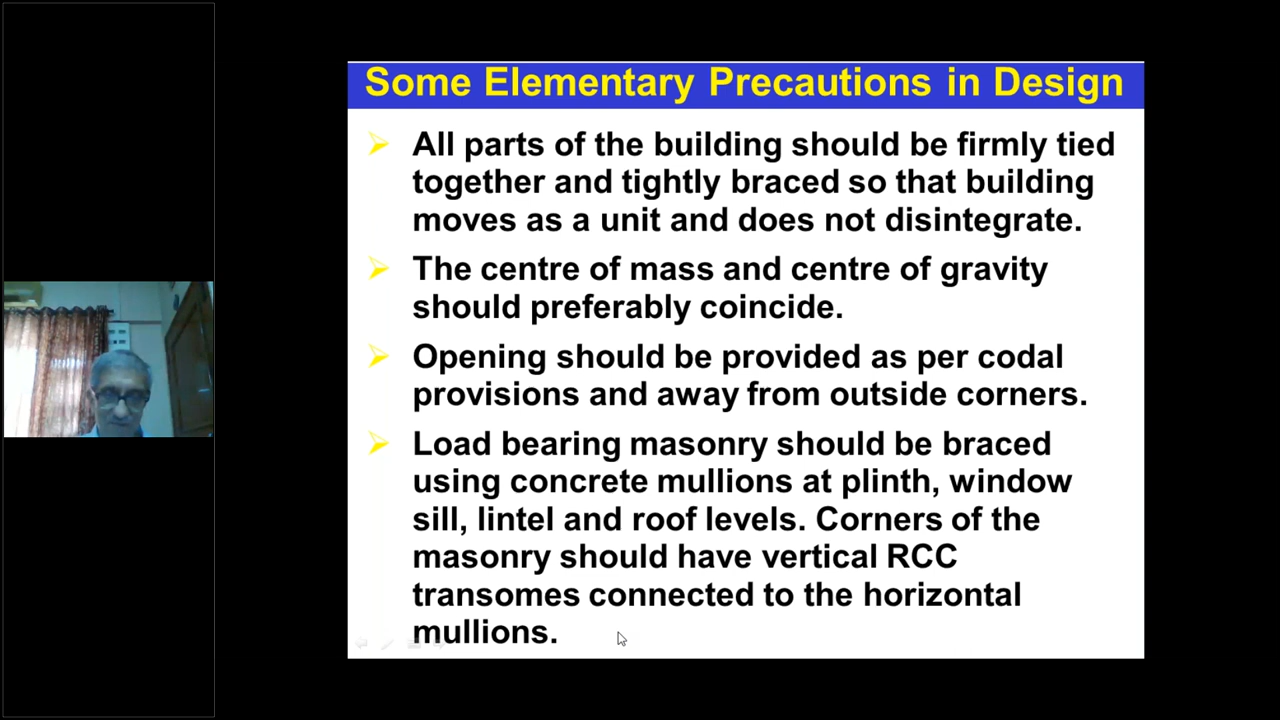 Some Elementary Precautions in Design
All parts of the building should be firmly tied
together and tightly braced so that building
moves as a unit and does not disintegrate.
The centre of mass and centre of gravity
should preferably coincide.
Opening should be provided as per codal
provisions and away from outside corners.
Load bearing masonry should be braced
using concrete mullions at plinth, window
sill, lintel and roof levels. Corners of the
masonry should have vertical RCC
transomes connected to the horizontal
mullions.